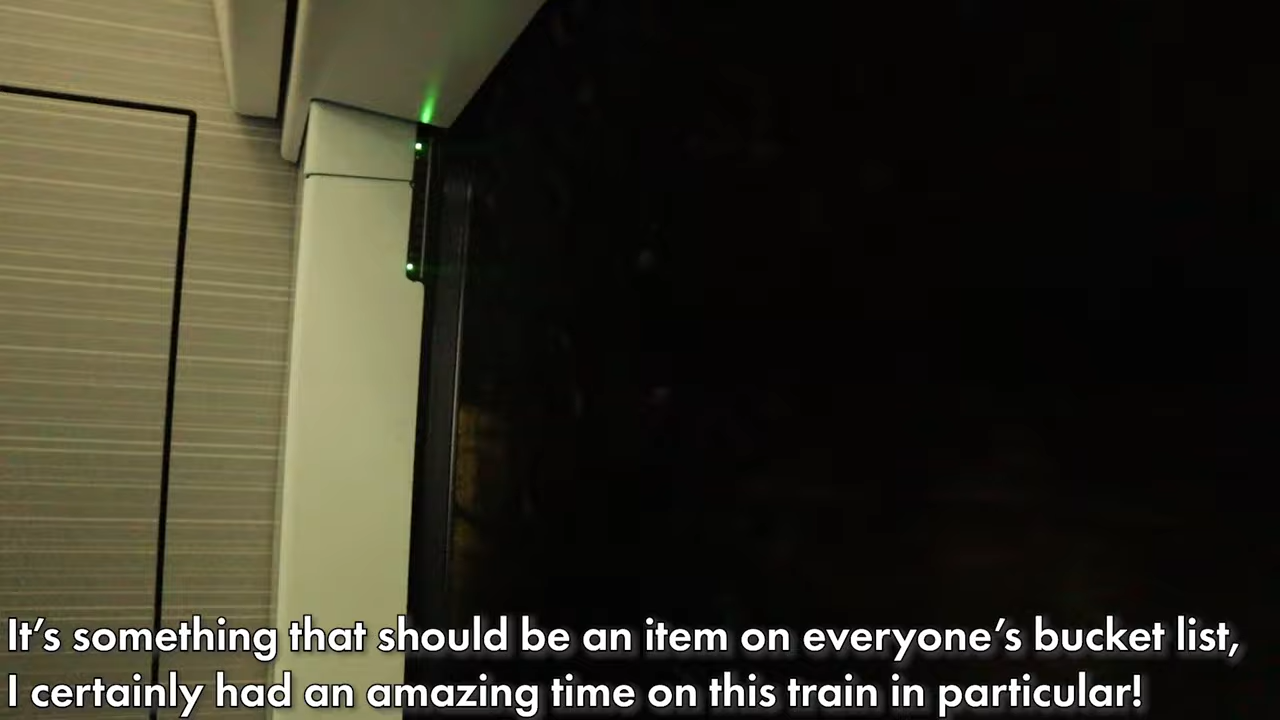 It’s something that should be an item on everyone’s bucket list,
I certainly had an amazing time on this train in particular!